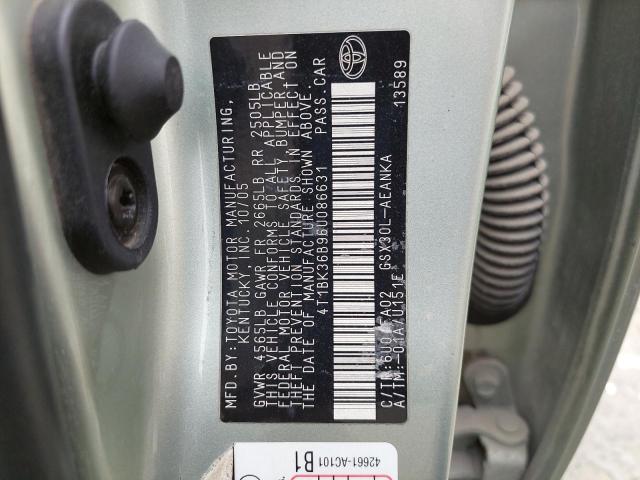 MFD.BY:TOYOTA MOTOR MANUFACTURING,
KENTUCKY, INC. 10/05
GVWR 4565LB GAWR FR 2665LB RR 2505LB
THIS VEHICLE CONFORMS TO ALL APPLICABLE
FEDERAL MOTOR VEHICLE SAFETY BUMPER,AND
THEFT PREVENTION STANDARDS IN EFFECT ON
THE DATE OF MANUFACTURE SHOWN ABOVE.
4T1BK36B96U086631 PASS.CAR
C/TR:6U0 FA02 GSX30L-AEANKA
A/TM:-01A/U151E 13589
42661-AC101
B1